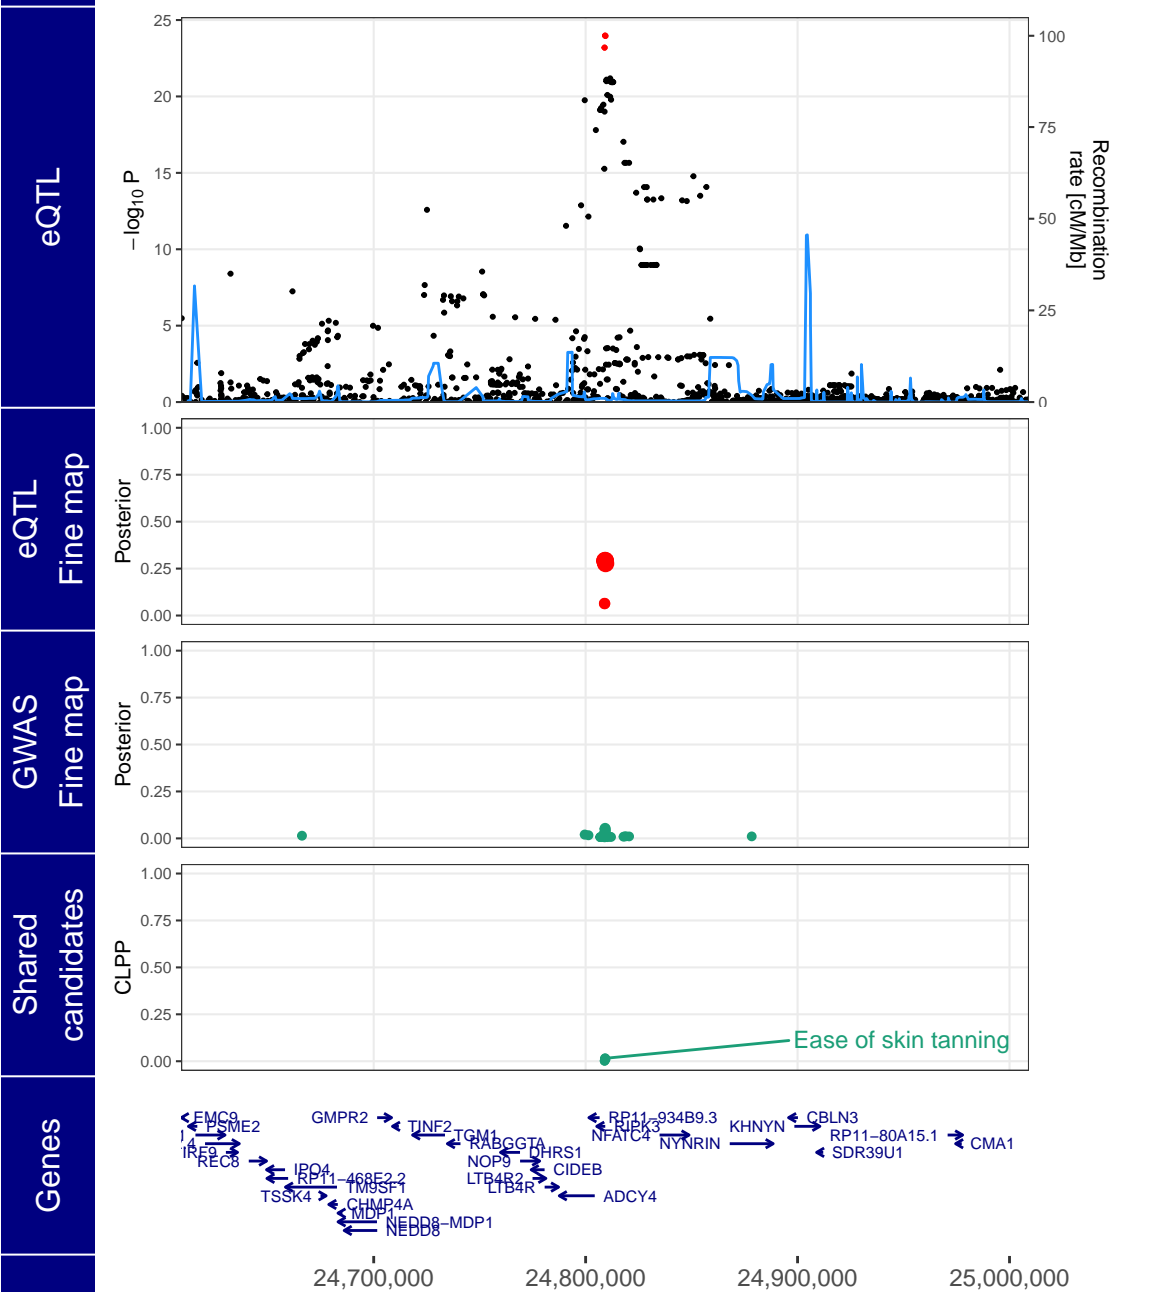 eQTL
−log10 P
25
20
15
10
5
0
100
75
50
25
0
Recombination
rate [cM/Mb]
eQTL
Fine map
Posterior
1.00
0.75
0.50
0.25
0.00
GWAS
Fine map
Posterior
1.00
0.75
0.50
0.25
0.00
Shared
candidates
CLPP
1.00
0.75
0.50
0.25
0.00
Ease of skin tanning
Genes
EMC9 GMPR2 RP11−934B9.3 CBLN3
PSME2 TINF2 RIPK3 KHNYN
TGM1 NFATC4 RP11−80A15.1
4 RABGGTA NYNRIN CMA1
IRF9 DHRS1 SDR39U1
REC8 NOP9
IPO4 CIDEB
RP11−468E2.2 LTB4R2
TM9SF1 LTB4R
TSSK4 ADCY4
CHMP4A
MDP1
NEDD8−MDP1
NEDD8
24,700,000 24,800,000 24,900,000 25,000,000